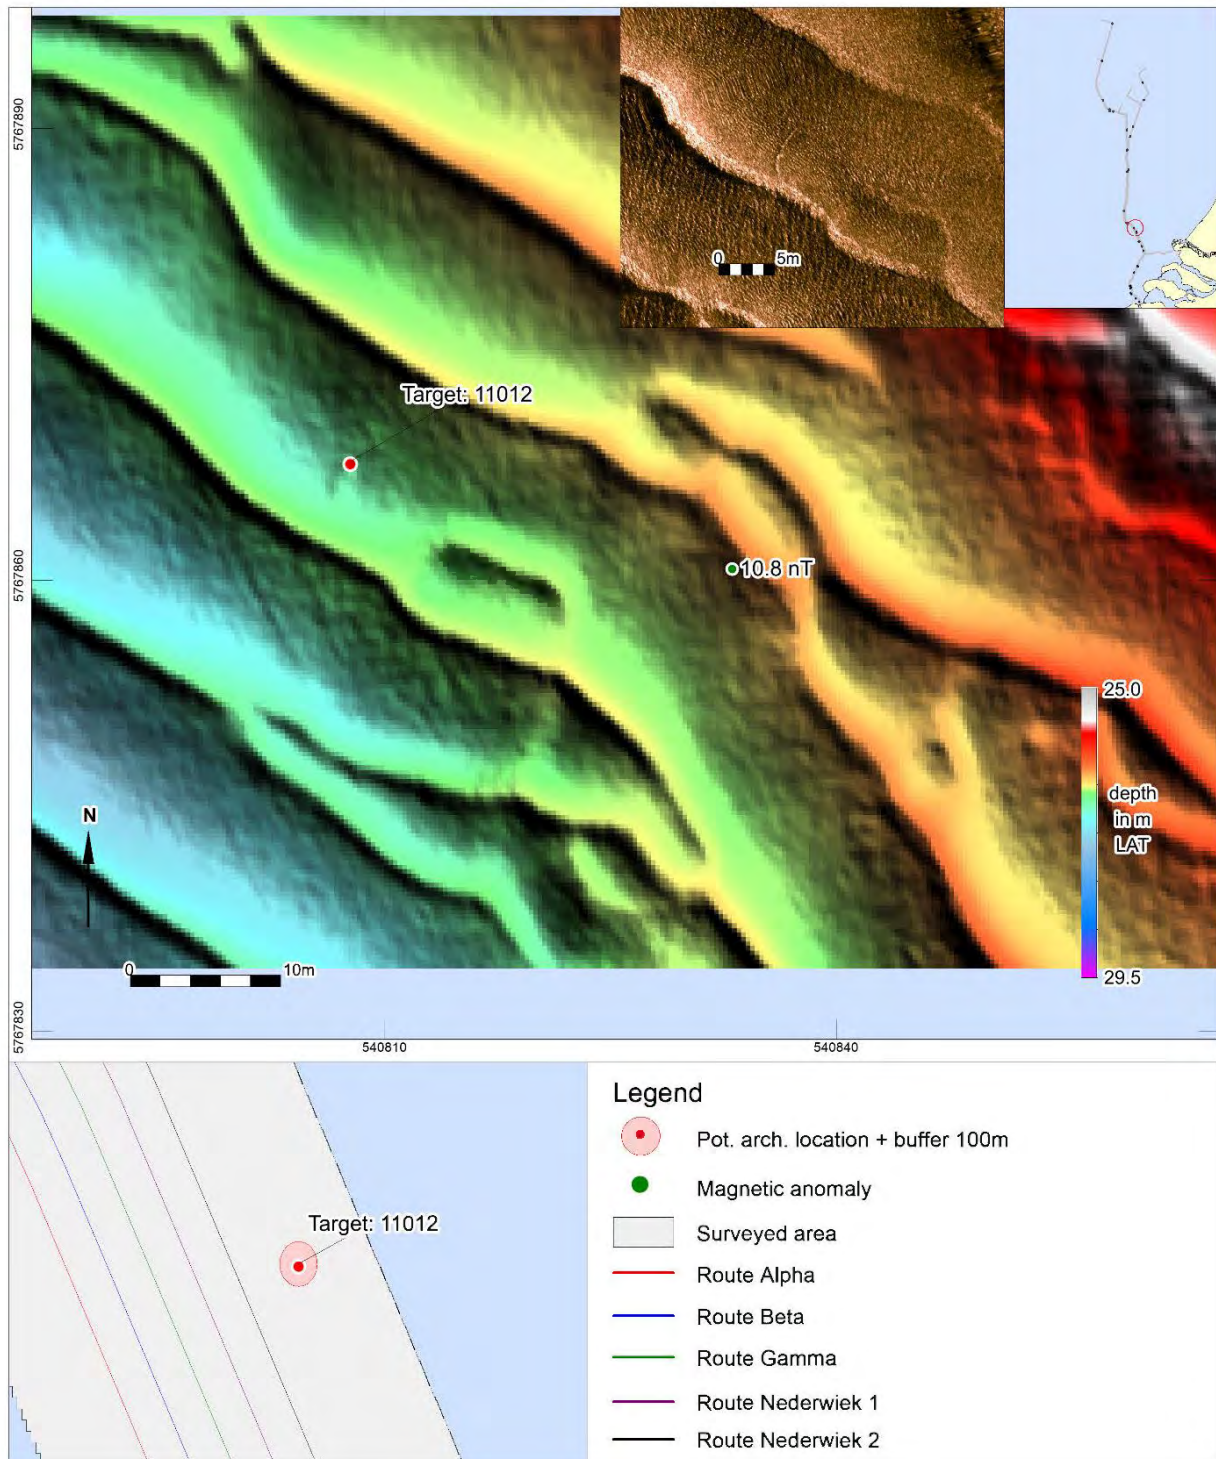 0 5m
5767890
Target: 11012
10.8 nT
5767860
25.0
depth
in m
LAT
29.5
N
0 10m
5767830
540810 540840
Target: 11012
Legend
Pot. arch. location + buffer 100m
Magnetic anomaly
Surveyed area
Route Alpha
Route Beta
Route Gamma
Route Nederwiek 1
Route Nederwiek 2